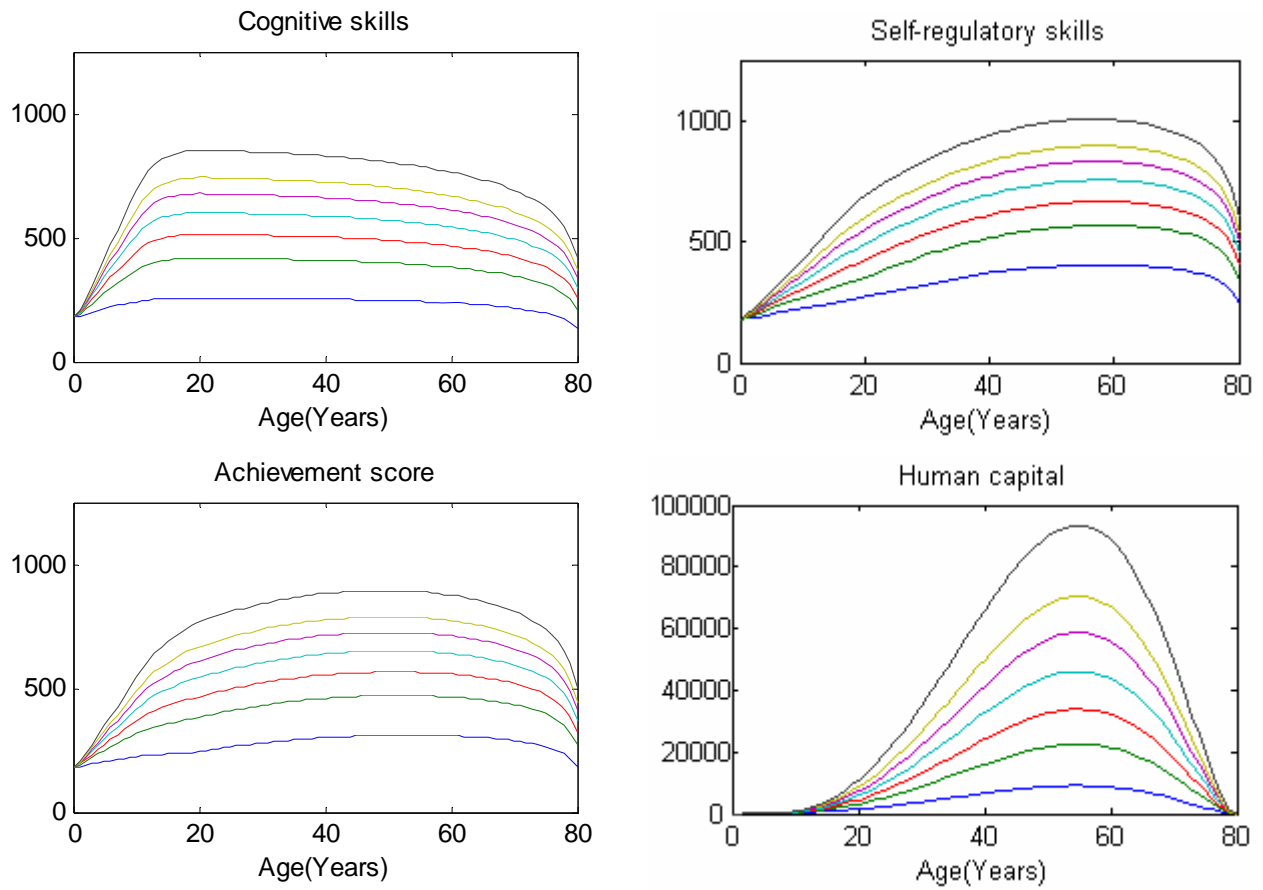 Cognitive skills
1000
500
0
0 20 40 60 80
Age(Years)
Self-regulatory skills
1000
500
0
0 20 40 60 80
Age(Years)
Achievement score
1000
500
0
0 20 40 60 80
Age(Years)
Human capital
100000
80000
60000
40000
20000
0
0 20 40 60 80
Age(Years)